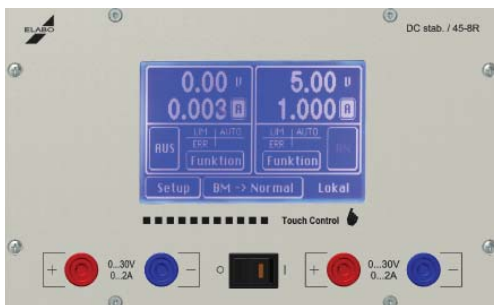 ELABO
DC stab. / 45-8R
0.00 V 5.00 V
0.003 A 1.000 A
LIM AUTO LIM AUTO
ERR ERR
AUS
Funktion Funktion
Setup BM -> Normal Lokal
Touch Control
+ 0...30V - O I + 0...30V -
0...2A 0...2A